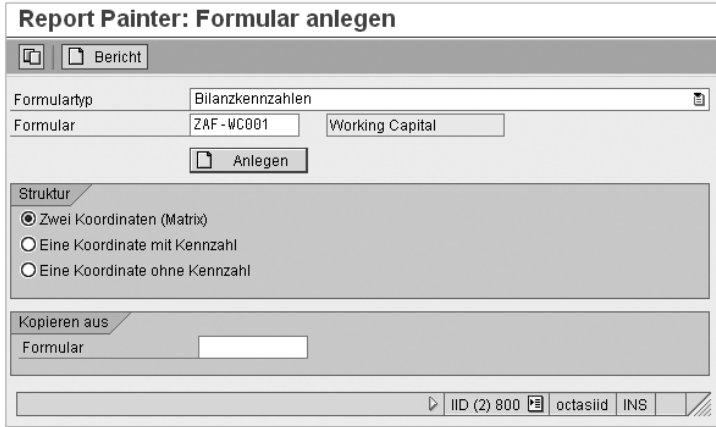 Report Painter: Formular anlegen
Bericht
Formulartyp Bilanzkennzahlen
Formular ZAF-WC001 Working Capital
Anlegen
Struktur
Zwei Koordinaten (Matrix)
Eine Koordinate mit Kennzahl
Eine Koordinate ohne Kennzahl
Kopieren aus
Formular
IID (2) 800 octasiid INS